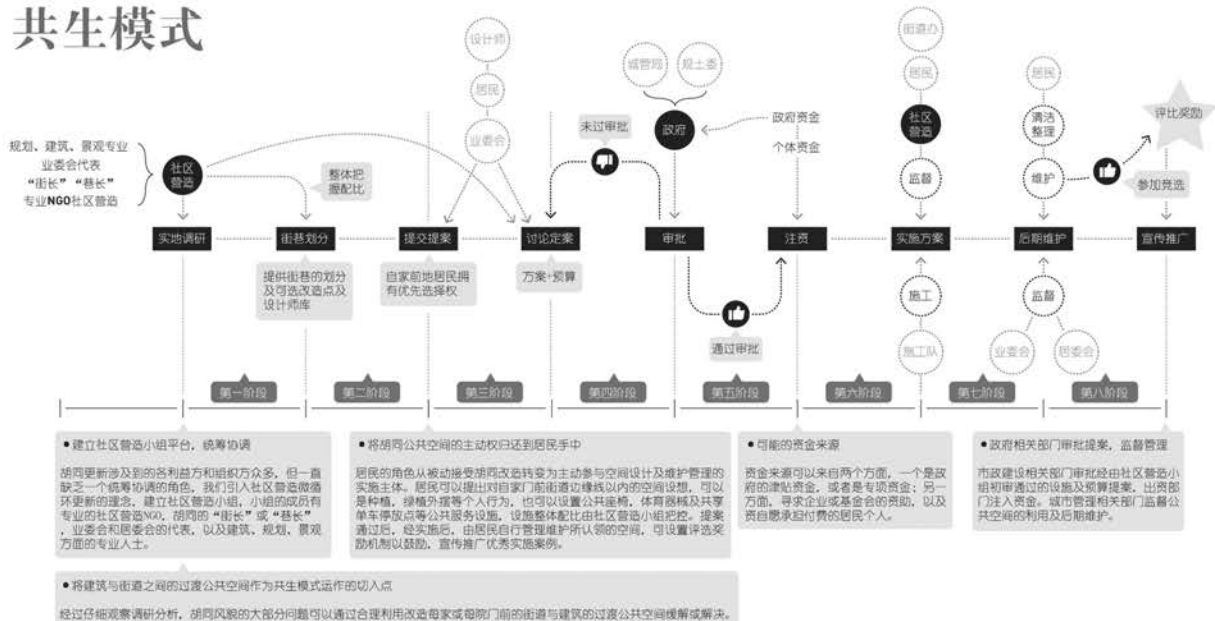 共生模式
设计师
居民
业委会
城管局
规土委
政府
街道办
居民
社区
营造
监督
居民
清洁
整理
维护
评比奖励
参加竞选
政府资金
个体资金
未过审批
规划、建筑、景观专业
业委会代表
“街长” “巷长”
专业NGO社区营造
社区
营造
整体把
握配比
实地调研
街巷划分
提交提案
讨论定案
审批
注资
实施方案
后期维护
宣传推广
提供街巷的划分
及可选改造点及
设计师库
自家前地居民拥
有优先选择权
方案+预算
通过审批
施工
施工队
监督
业委会
居委会
第一阶段
第二阶段
第三阶段
第四阶段
第五阶段
第六阶段
第七阶段
第八阶段
•建立社区营造小组平台，统筹协调
胡同更新涉及到的各利益方和组织方众多，但一直
缺乏一个统筹协调的角色，我们引入社区营造微循
环更新的理念，建立社区营造小组，小组的成员有
专业的社区营造NGO，胡同的“街长”或“巷长”
，业委会和居委会的代表，以及建筑、规划、景观
方面的专业人士。
•将胡同公共空间的主动权归还到居民手中
居民的角色从被动接受胡同改造转变为主动参与空间设计及维护管理的
实施主体。居民可以提出对自家门前街道边缘线以内的空间设想，可以
是种植，绿植外摆等个人行为，也可以设置公共座椅，体育器械及共享
单车停放点等公共服务设施，设施整体配比由社区营造小组把控。提案
通过后，经实施后，由居民自行管理维护所认领的空间，可设置评选奖
励机制以鼓励，宣传推广优秀实施案例。
•可能的资金来源
资金来源可以来自两个方面，一个是政
府的津贴资金，或者是专项资金；另一
方面，寻求企业或基金会的资助，以及
资自愿承担付费的居民个人。
•政府相关部门审批提案，监督管理
市政建设相关部门审批经由社区营造小
组初审通过的设施及预算提案，出资部
门注入资金。城市管理相关部门监督公
共空间的利用及后期维护。
•将建筑与街道之间的过渡公共空间作为共生模式运作的切入点
经过仔细观察调研分析，胡同风貌的大部分问题可以通过合理利用改造每家或每院门前的街道与建筑的过渡公共空间缓解或解决。